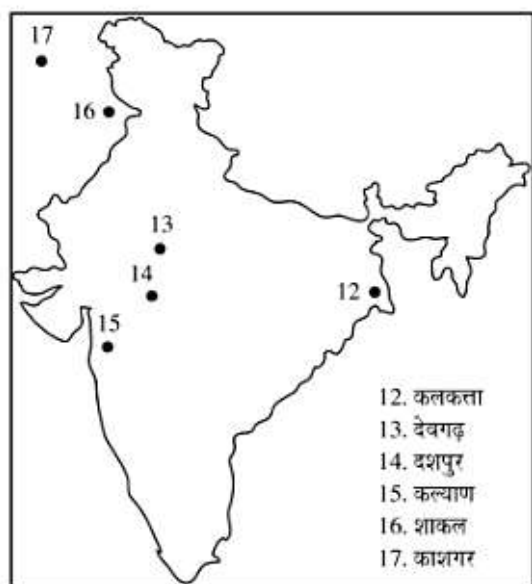 17
16
13
14
12
15
12. कलकत्ता
13. देवगढ़
14. दशपुर
15. कल्याण
16. शाकल
17. काशगर